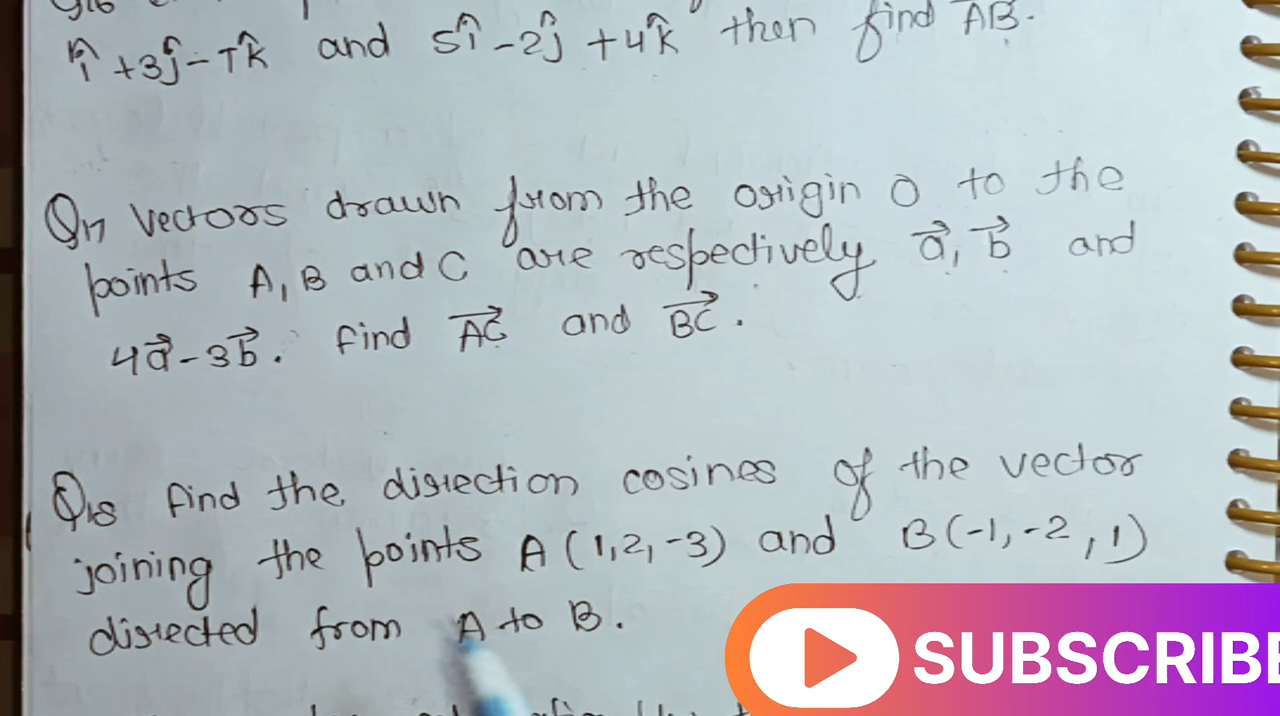 î + 3ĵ - 7k̂ and 5î - 2ĵ + 4k̂ then find AB.
Q17 Vectors drawn from the origin O to the
points A, B and C are respectively a⃗, b⃗ and
4a⃗ - 3b⃗. find AC⃗ and BC⃗.
Q18 find the direction cosines of the vector
joining the points A (1, 2, -3) and B (-1, -2, 1)
directed from A to B.
SUBSCRIBE